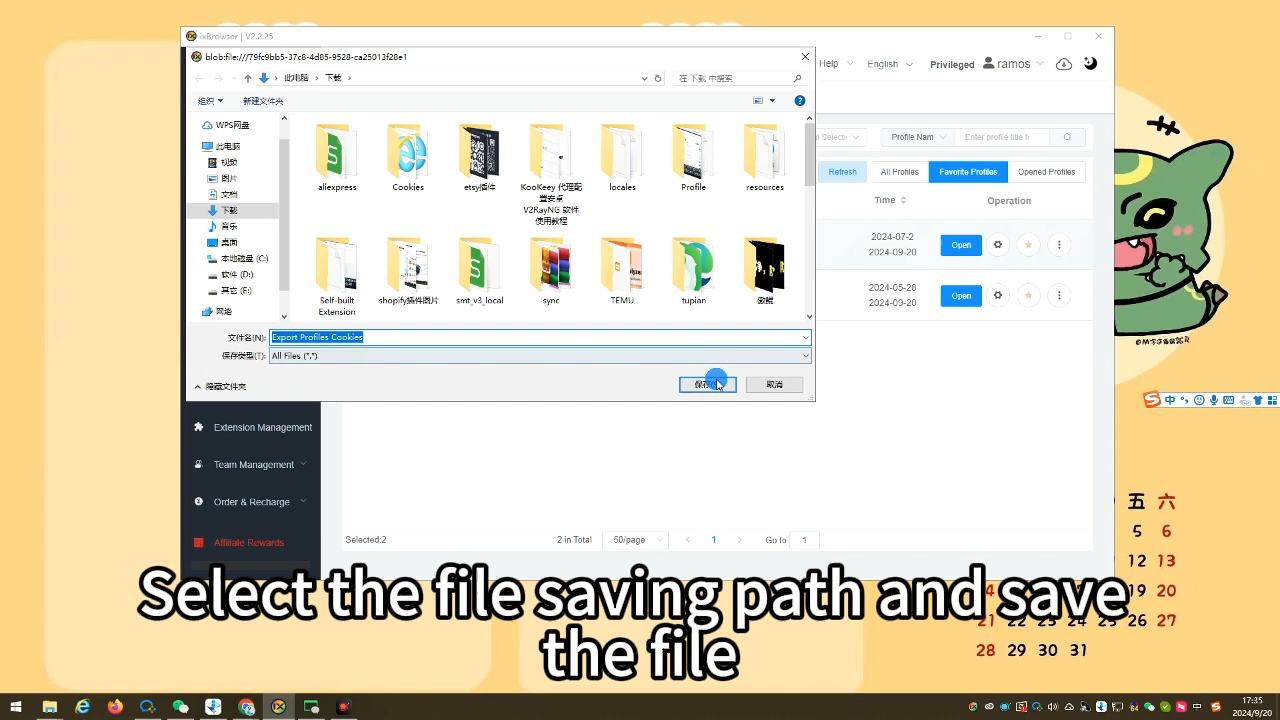 ixBrowser | V2.2.25
blob:file:///79fc9bb5-37c8-4d85-9528-ca25013f28e1
此电脑 › 下载 ›
在 下载 中搜索
组织
新建文件夹
WPS网盘
此电脑
视频
图片
文档
下载
音乐
桌面
本地磁盘 (C:)
软件 (D:)
其它 (E:)
网络
aliexpress
Cookies
etsy插件
KooKeey 代理配
置安卓
V2RayNG 软件
使用教程
locales
Profile
resources
Self-built
Extension
shopify插件图片
smt_v3_local
sync
TEMU
tupian
文件名(N):
Export Profiles Cookies
保存类型(T):
All Files (*.*)
隐藏文件夹
取消
Help
English
Privileged
ramos
Profile Nam
Enter profile title h
Refresh
All Profiles
Favorite Profiles
Opened Profiles
Time
Operation
2024-07-2
2024-09-20
Open
2024-05-28
2024-09-20
Open
Extension Management
Team Management
Order & Recharge
Affiliate Rewards
Selected:2
2 in Total
50/page
1
Go to
1
中
五 六
5 6
12 13
19 20
21 22 23 24 25 26 27
28 29 30 31
Select the file saving path and save
the file
中
17:35
2024/9/20